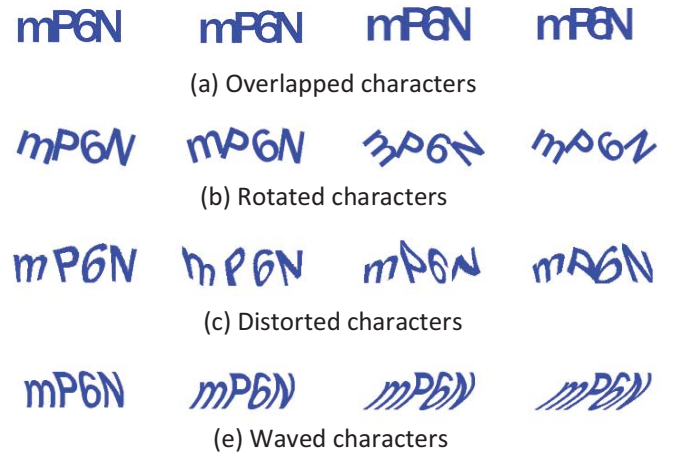 mP6N mP6N mP6N mP6N
(a) Overlapped characters
mP6N mP6N mP6N mP6N
(b) Rotated characters
mP6N mP6N mP6N mP6N
(c) Distorted characters
mP6N mP6N mP6N mP6N
(e) Waved characters